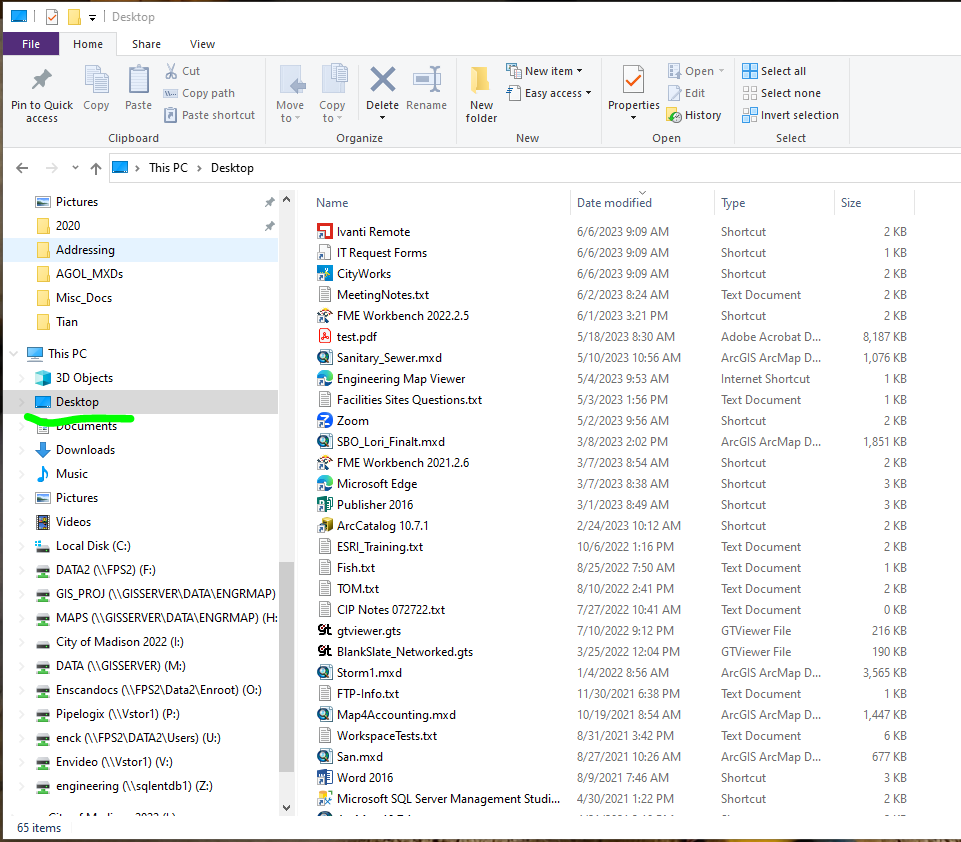 Desktop
File Home Share View
Pin to Quick access
Copy
Paste
Cut
Copy path
Paste shortcut
Clipboard
Move to
Copy to
Delete
Rename
Organize
New folder
New item
Easy access
New
Properties
Open
Edit
History
Open
Select all
Select none
Invert selection
Select
This PC > Desktop
Pictures
2020
Addressing
AGOL_MXDs
Misc_Docs
Tian
This PC
3D Objects
Desktop
Documents
Downloads
Music
Pictures
Videos
Local Disk (C:)
DATA2 (\\FPS2) (F:)
GIS_PROJ (\\GISSERVER\DATA\ENGRMAP)
MAPS (\\GISSERVER\DATA\ENGRMAP) (H:
City of Madison 2022 (I:)
DATA (\\GISSERVER) (M:)
Enscandocs (\\FPS2\Data2\Enroot) (O:)
Pipelogix (\\Vstor1) (P:)
enck (\\FPS2\DATA2\Users) (U:)
Envideo (\\Vstor1) (V:)
engineering (\\sqlentdb1) (Z:)
Name Date modified Type Size
Ivanti Remote 6/6/2023 9:09 AM Shortcut 2 KB
IT Request Forms 6/6/2023 9:09 AM Shortcut 1 KB
CityWorks 6/6/2023 9:09 AM Shortcut 2 KB
MeetingNotes.txt 6/2/2023 8:24 AM Text Document 2 KB
FME Workbench 2022.2.5 6/1/2023 3:21 PM Shortcut 2 KB
test.pdf 5/18/2023 8:30 AM Adobe Acrobat D... 8,187 KB
Sanitary_Sewer.mxd 5/10/2023 10:56 AM ArcGIS ArcMap D... 1,076 KB
Engineering Map Viewer 5/4/2023 9:53 AM Internet Shortcut 1 KB
Facilities Sites Questions.txt 5/3/2023 1:56 PM Text Document 1 KB
Zoom 5/2/2023 9:56 AM Shortcut 2 KB
SBO_Lori_Finalt.mxd 3/8/2023 2:02 PM ArcGIS ArcMap D... 1,851 KB
FME Workbench 2021.2.6 3/7/2023 8:54 AM Shortcut 2 KB
Microsoft Edge 3/7/2023 8:38 AM Shortcut 3 KB
Publisher 2016 3/1/2023 8:49 AM Shortcut 3 KB
ArcCatalog 10.7.1 2/24/2023 10:12 AM Shortcut 2 KB
ESRI_Training.txt 10/6/2022 1:16 PM Text Document 2 KB
Fish.txt 8/25/2022 7:50 AM Text Document 1 KB
TOM.txt 8/10/2022 2:41 PM Text Document 2 KB
CIP Notes 072722.txt 7/27/2022 10:41 AM Text Document 0 KB
gtviewer.gts 7/10/2022 9:12 PM GTViewer File 216 KB
BlankSlate_Networked.gts 3/25/2022 12:04 PM GTViewer File 190 KB
Storm1.mxd 1/4/2022 8:56 AM ArcGIS ArcMap D... 3,565 KB
FTP-Info.txt 11/30/2021 6:38 PM Text Document 2 KB
Map4Accounting.mxd 10/19/2021 8:54 AM ArcGIS ArcMap D... 1,447 KB
WorkspaceTests.txt 8/31/2021 3:42 PM Text Document 6 KB
San.mxd 8/27/2021 10:26 AM ArcGIS ArcMap D... 677 KB
Word 2016 8/9/2021 7:46 AM Shortcut 3 KB
Microsoft SQL Server Management Studi... 4/30/2021 1:22 PM Shortcut 2 KB
65 items